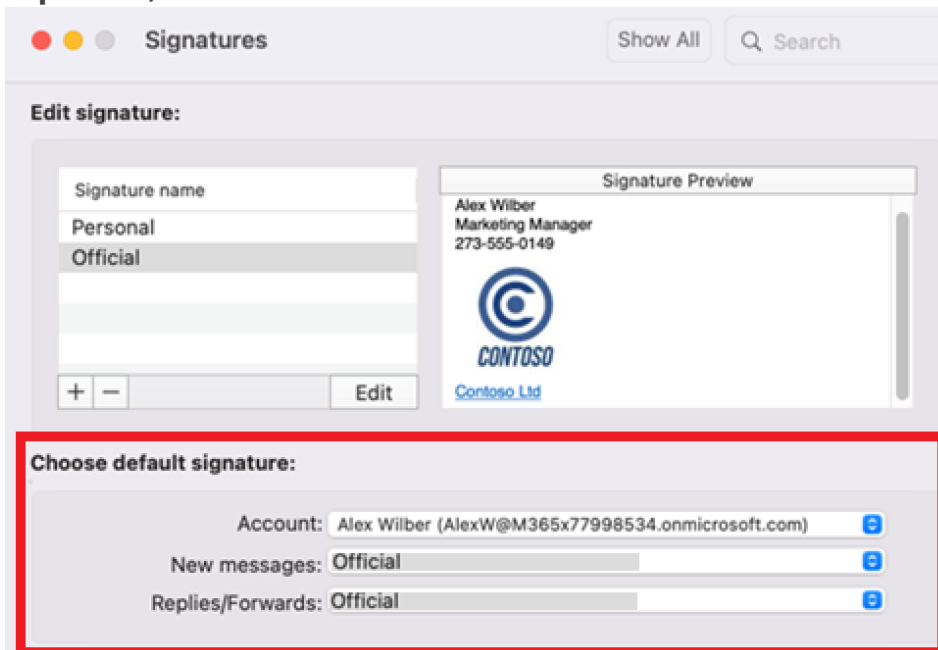 Signatures
Show All
Search
Edit signature:
Signature name
Personal
Official
+ − Edit
Signature Preview
Alex Wilber
Marketing Manager
273-555-0149
CONTOSO
Contoso Ltd
Choose default signature:
Account: Alex Wilber (AlexW@M365x77998534.onmicrosoft.com)
New messages: Official
Replies/Forwards: Official